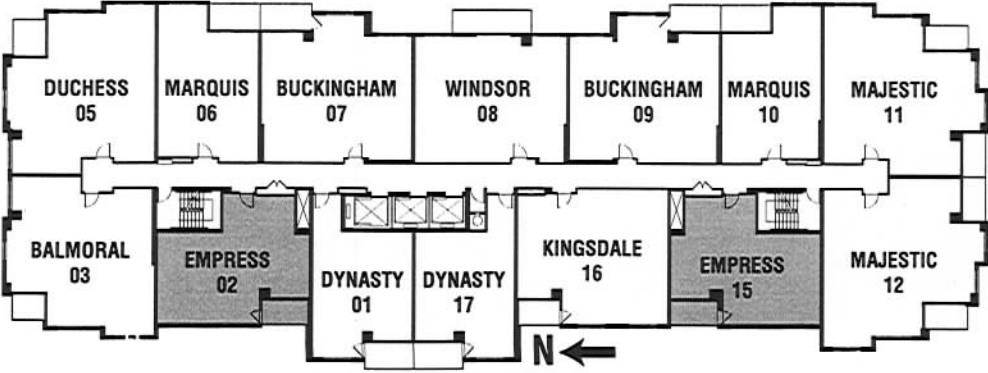 DUCHESS
05
MARQUIS
06
BUCKINGHAM
07
WINDSOR
08
BUCKINGHAM
09
MARQUIS
10
MAJESTIC
11
BALMORAL
03
EMPRESS
02
DYNASTY
01
DYNASTY
17
KINGSDALE
16
EMPRESS
15
MAJESTIC
12
N